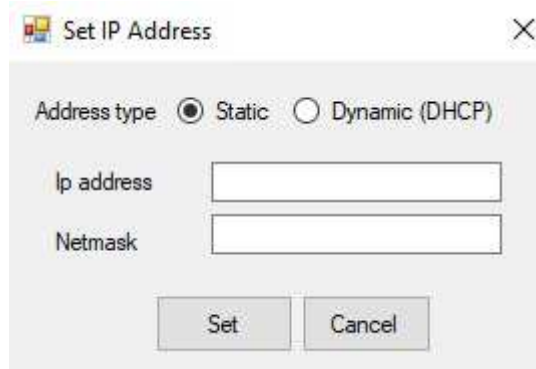 Set IP Address
Address type Static Dynamic (DHCP)
Ip address
Netmask
Set Cancel